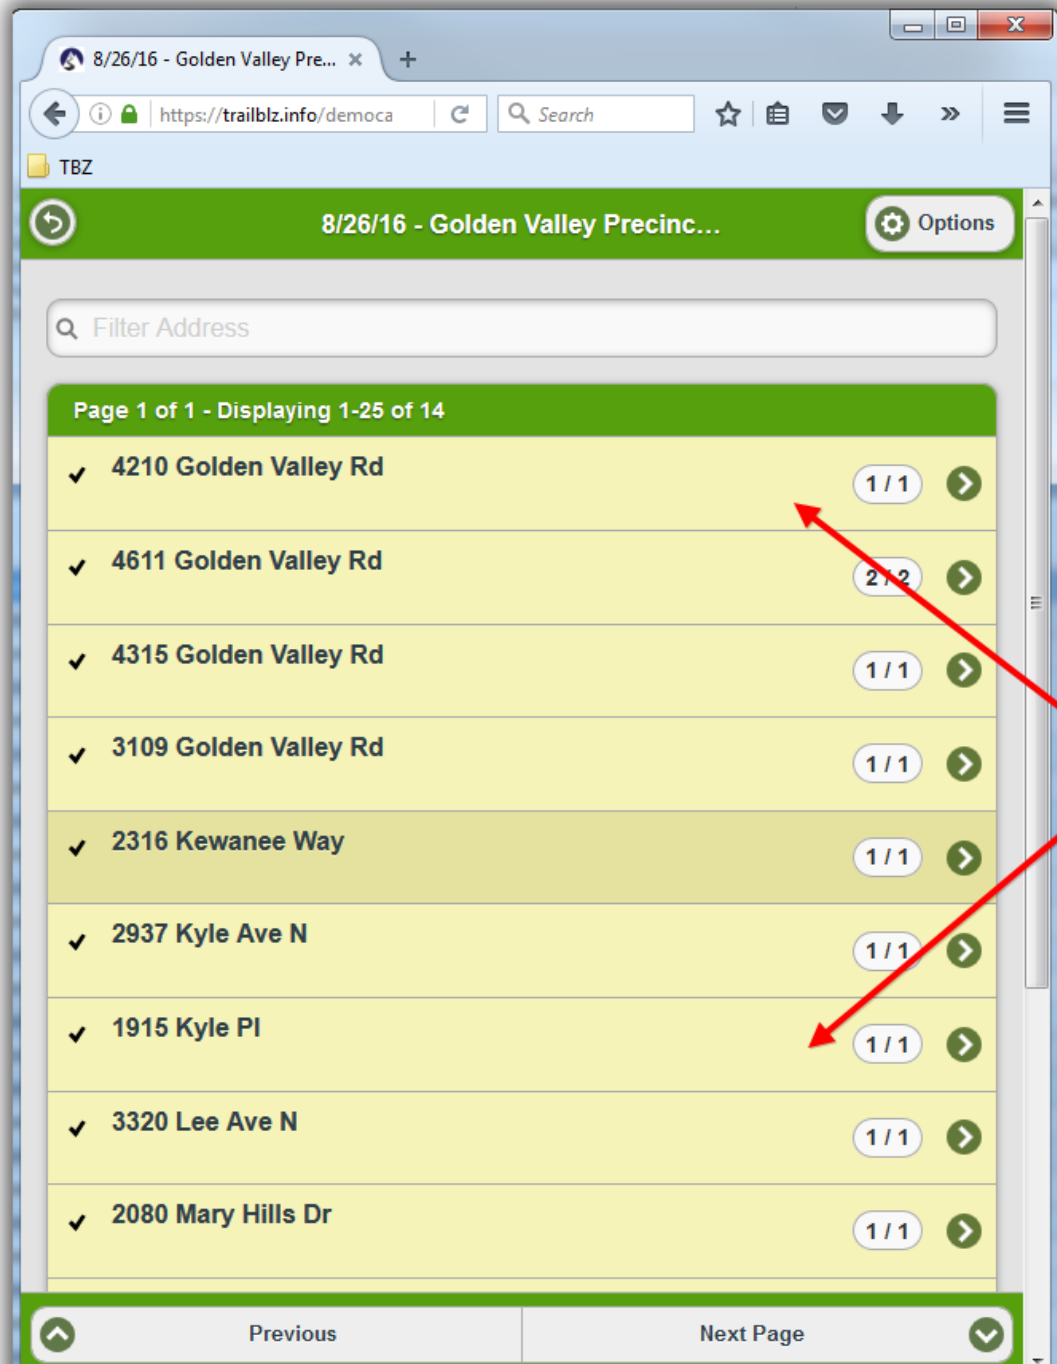 8/26/16 - Golden Valley Pre...
https://trailblz.info/democa
Search
TBZ
8/26/16 - Golden Valley Precinc...
Options
Filter Address
Page 1 of 1 - Displaying 1-25 of 14
4210 Golden Valley Rd
1 / 1
4611 Golden Valley Rd
2 / 2
4315 Golden Valley Rd
1 / 1
3109 Golden Valley Rd
1 / 1
2316 Kewanee Way
1 / 1
2937 Kyle Ave N
1 / 1
1915 Kyle Pl
1 / 1
3320 Lee Ave N
1 / 1
2080 Mary Hills Dr
1 / 1
Previous
Next Page